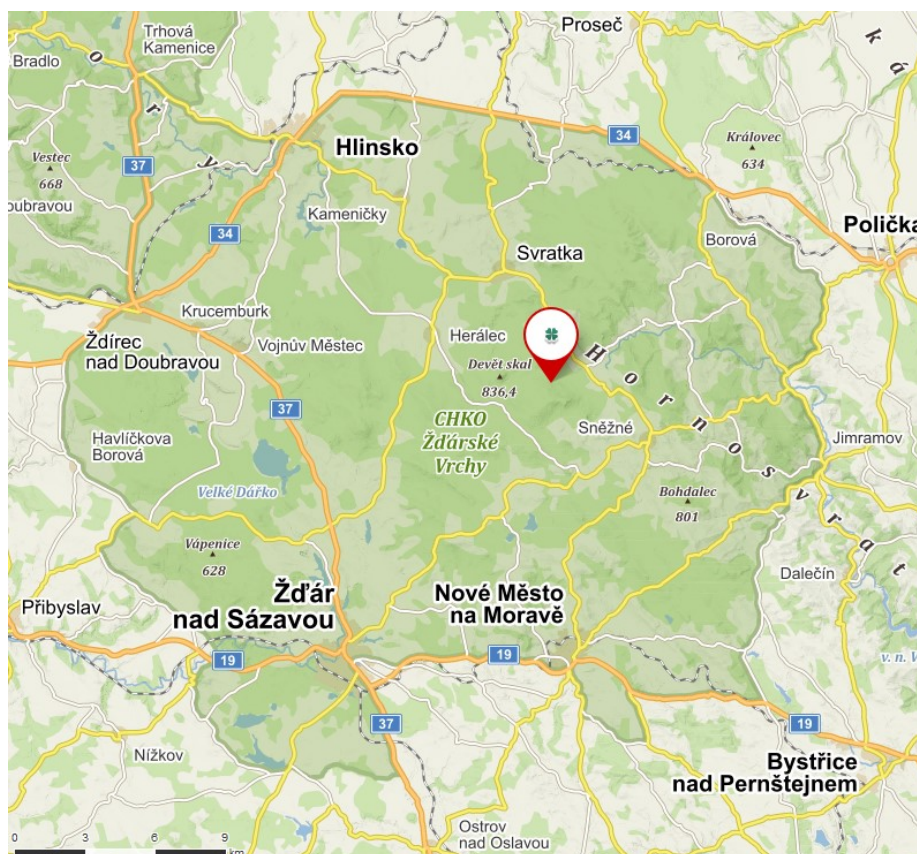 Trhová
Kamenice
Proseč
Bradlo
o
r
y
k
á
37
34
Hlinsko
Královec
634
Vestec
668
oubravou
Kameničky
34
Polička
Svratka
Borová
Krucemburk
Vojnův Městec
Herálec
Ždírec
nad Doubravou
Devět skal
836,4
H o r n o s v r a t
37
CHKO
Žďárské
Vrchy
Sněžné
Havlíčkova
Borová
Jimramov
Velké Dářko
Bohdalec
801
Vápenice
628
Dalečín
Žďár
nad Sázavou
Nové Město
na Moravě
Přibyslav
19
19
v. n. V
37
19
Nížkov
Bystřice
nad Pernštejnem
Ostrov
nad Oslavou
0 3 6 9
km